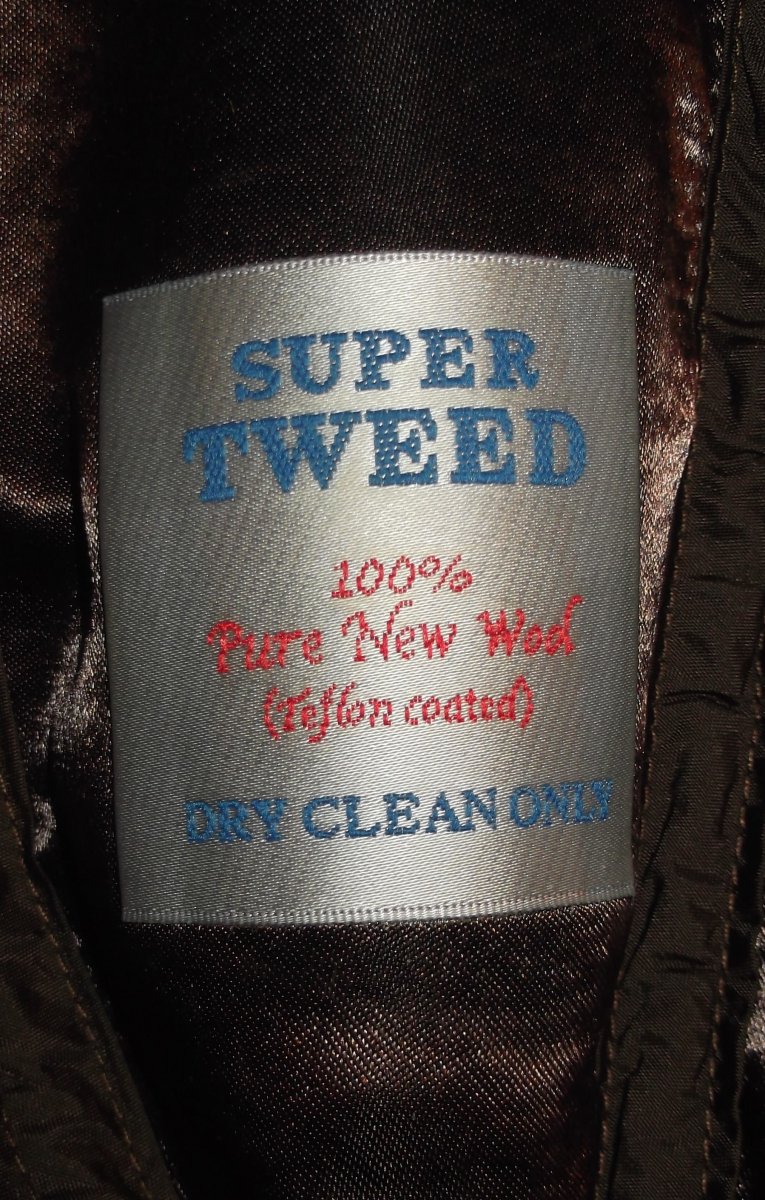 SUPER
TWEED
100%
Pure New Wool
(Teflon coated)
DRY CLEAN ONLY